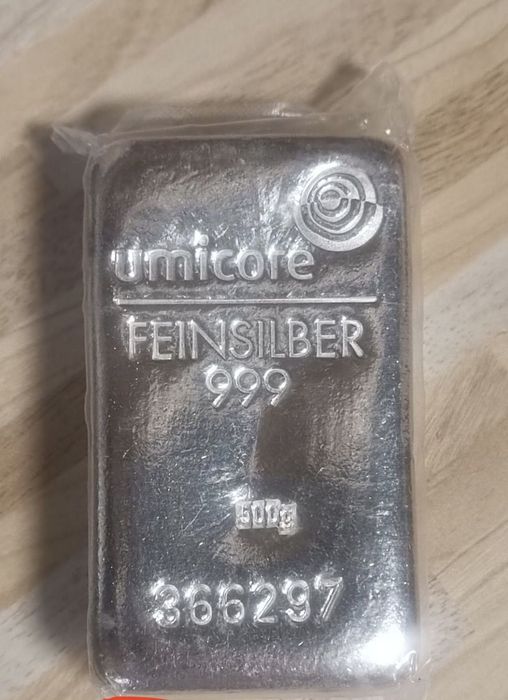 umicore
FEINSILBER
999
500g
366297